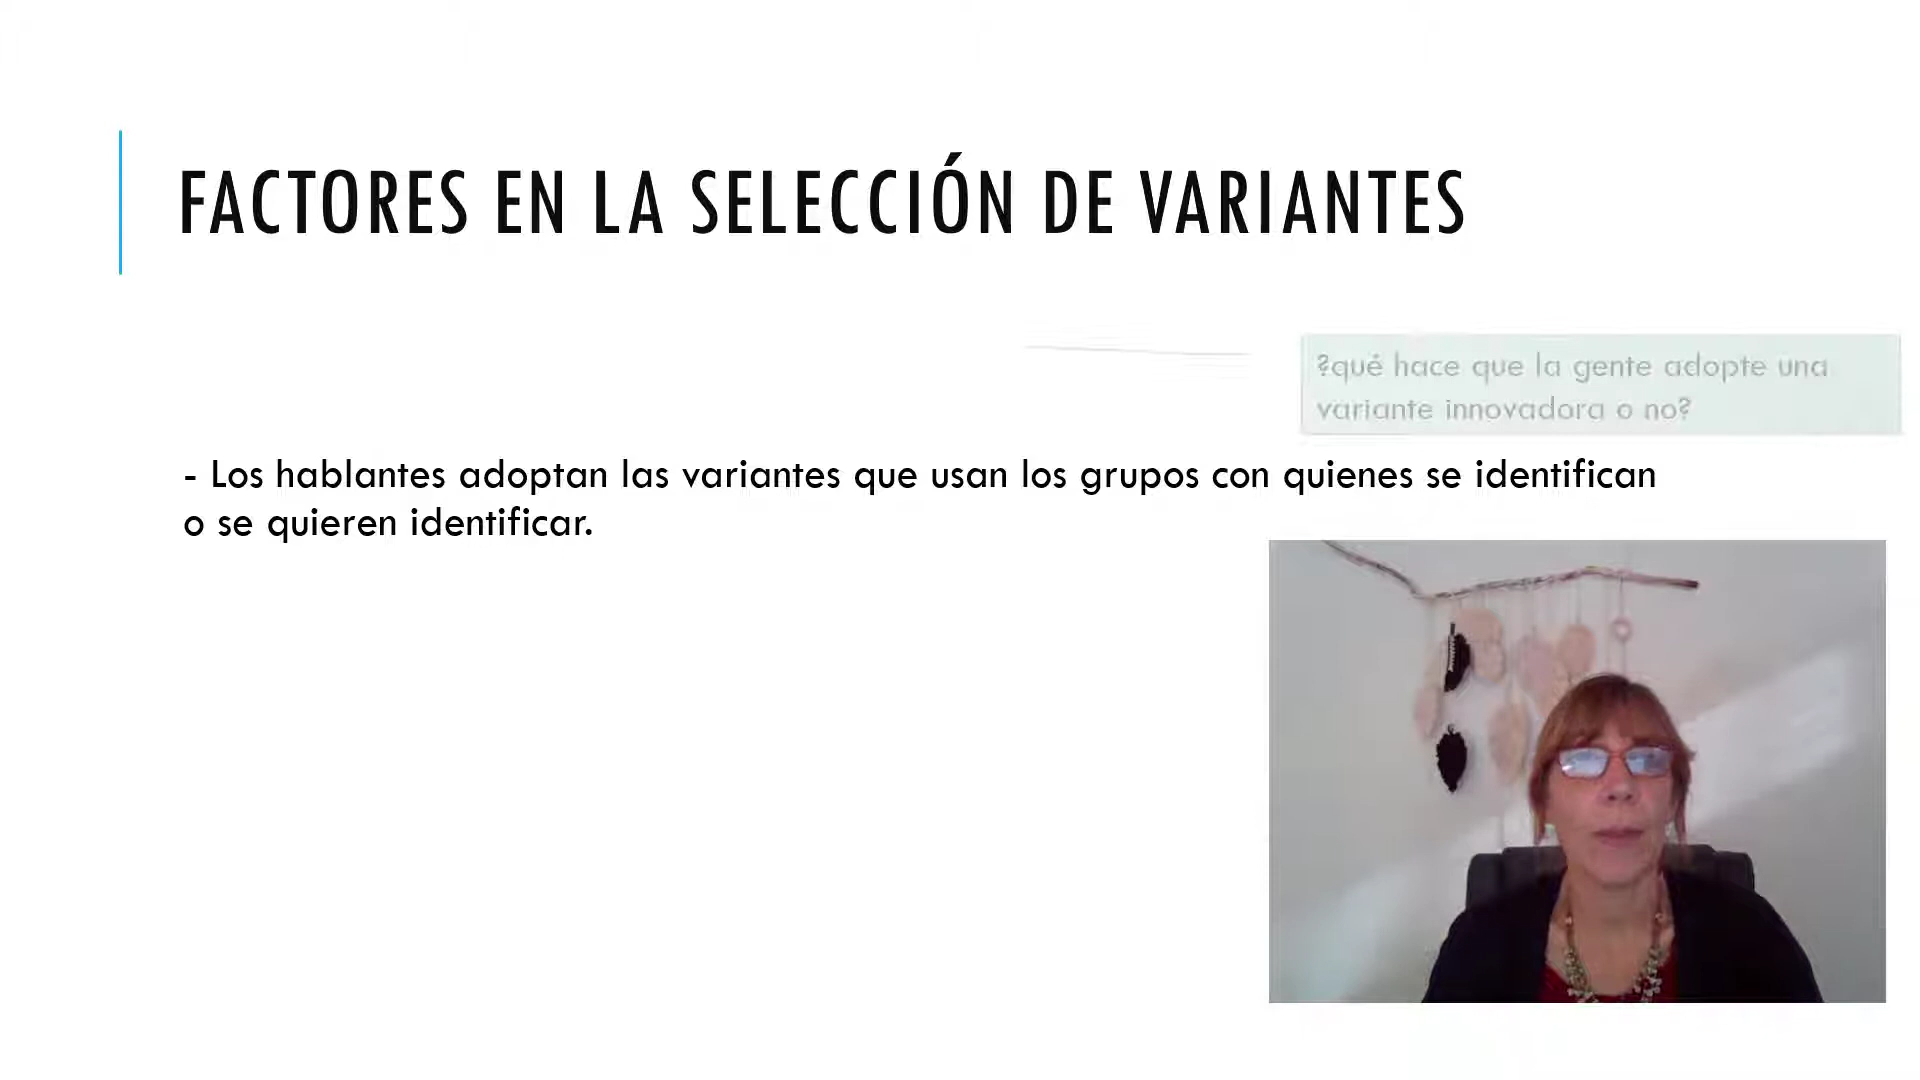 FACTORES EN LA SELECCIÓN DE VARIANTES
?qué hace que la gente adopte una
variante innovadora o no?
- Los hablantes adoptan las variantes que usan los grupos con quienes se identifican
o se quieren identificar.